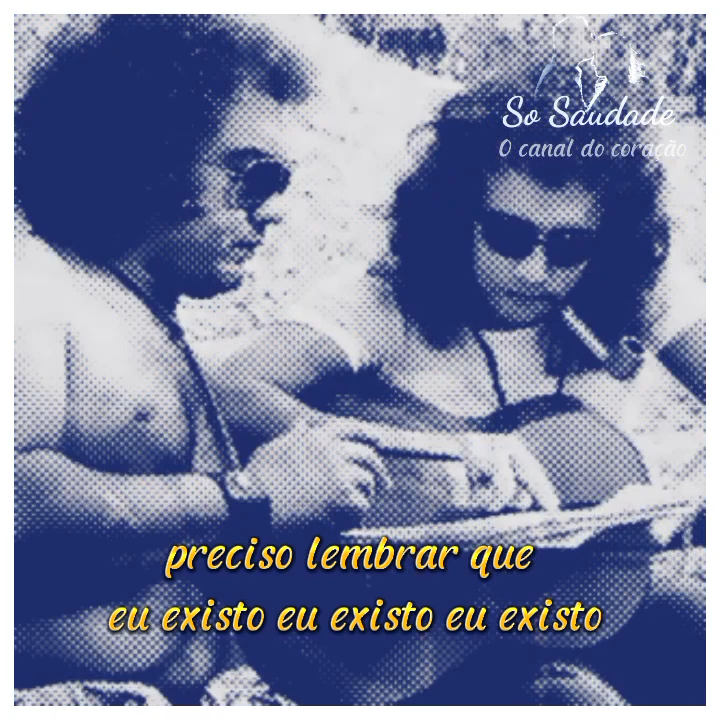 So Saudade
O canal do coração
preciso lembrar que
eu existo eu existo eu existo